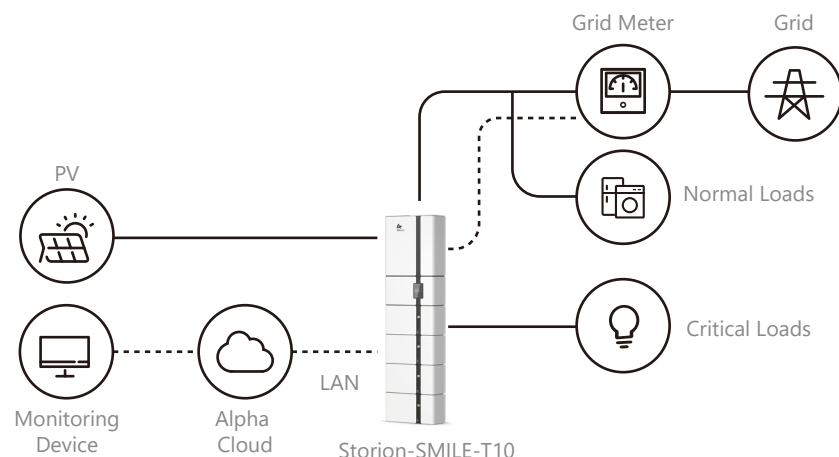 Grid Meter
Grid
PV
Normal Loads
Critical Loads
LAN
Monitoring
Device
Alpha
Cloud
Storion-SMILE-T10